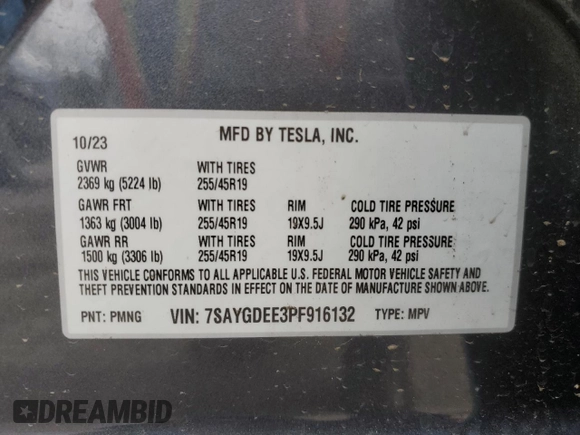 10/23 MFD BY TESLA, INC.
GVWR WITH TIRES
2369 kg (5224 lb) 255/45R19
GAWR FRT WITH TIRES RIM COLD TIRE PRESSURE
1363 kg (3004 lb) 255/45R19 19X9.5J 290 kPa, 42 psi
GAWR RR WITH TIRES RIM COLD TIRE PRESSURE
1500 kg (3306 lb) 255/45R19 19X9.5J 290 kPa, 42 psi
THIS VEHICLE CONFORMS TO ALL APPLICABLE U.S. FEDERAL MOTOR VEHICLE SAFETY AND
THEFT PREVENTION STANDARDS IN EFFECT ON THE DATE OF MANUFACTURE SHOWN ABOVE.
PNT: PMNG VIN: 7SAYGDEE3PF916132 TYPE: MPV
DREAMBID